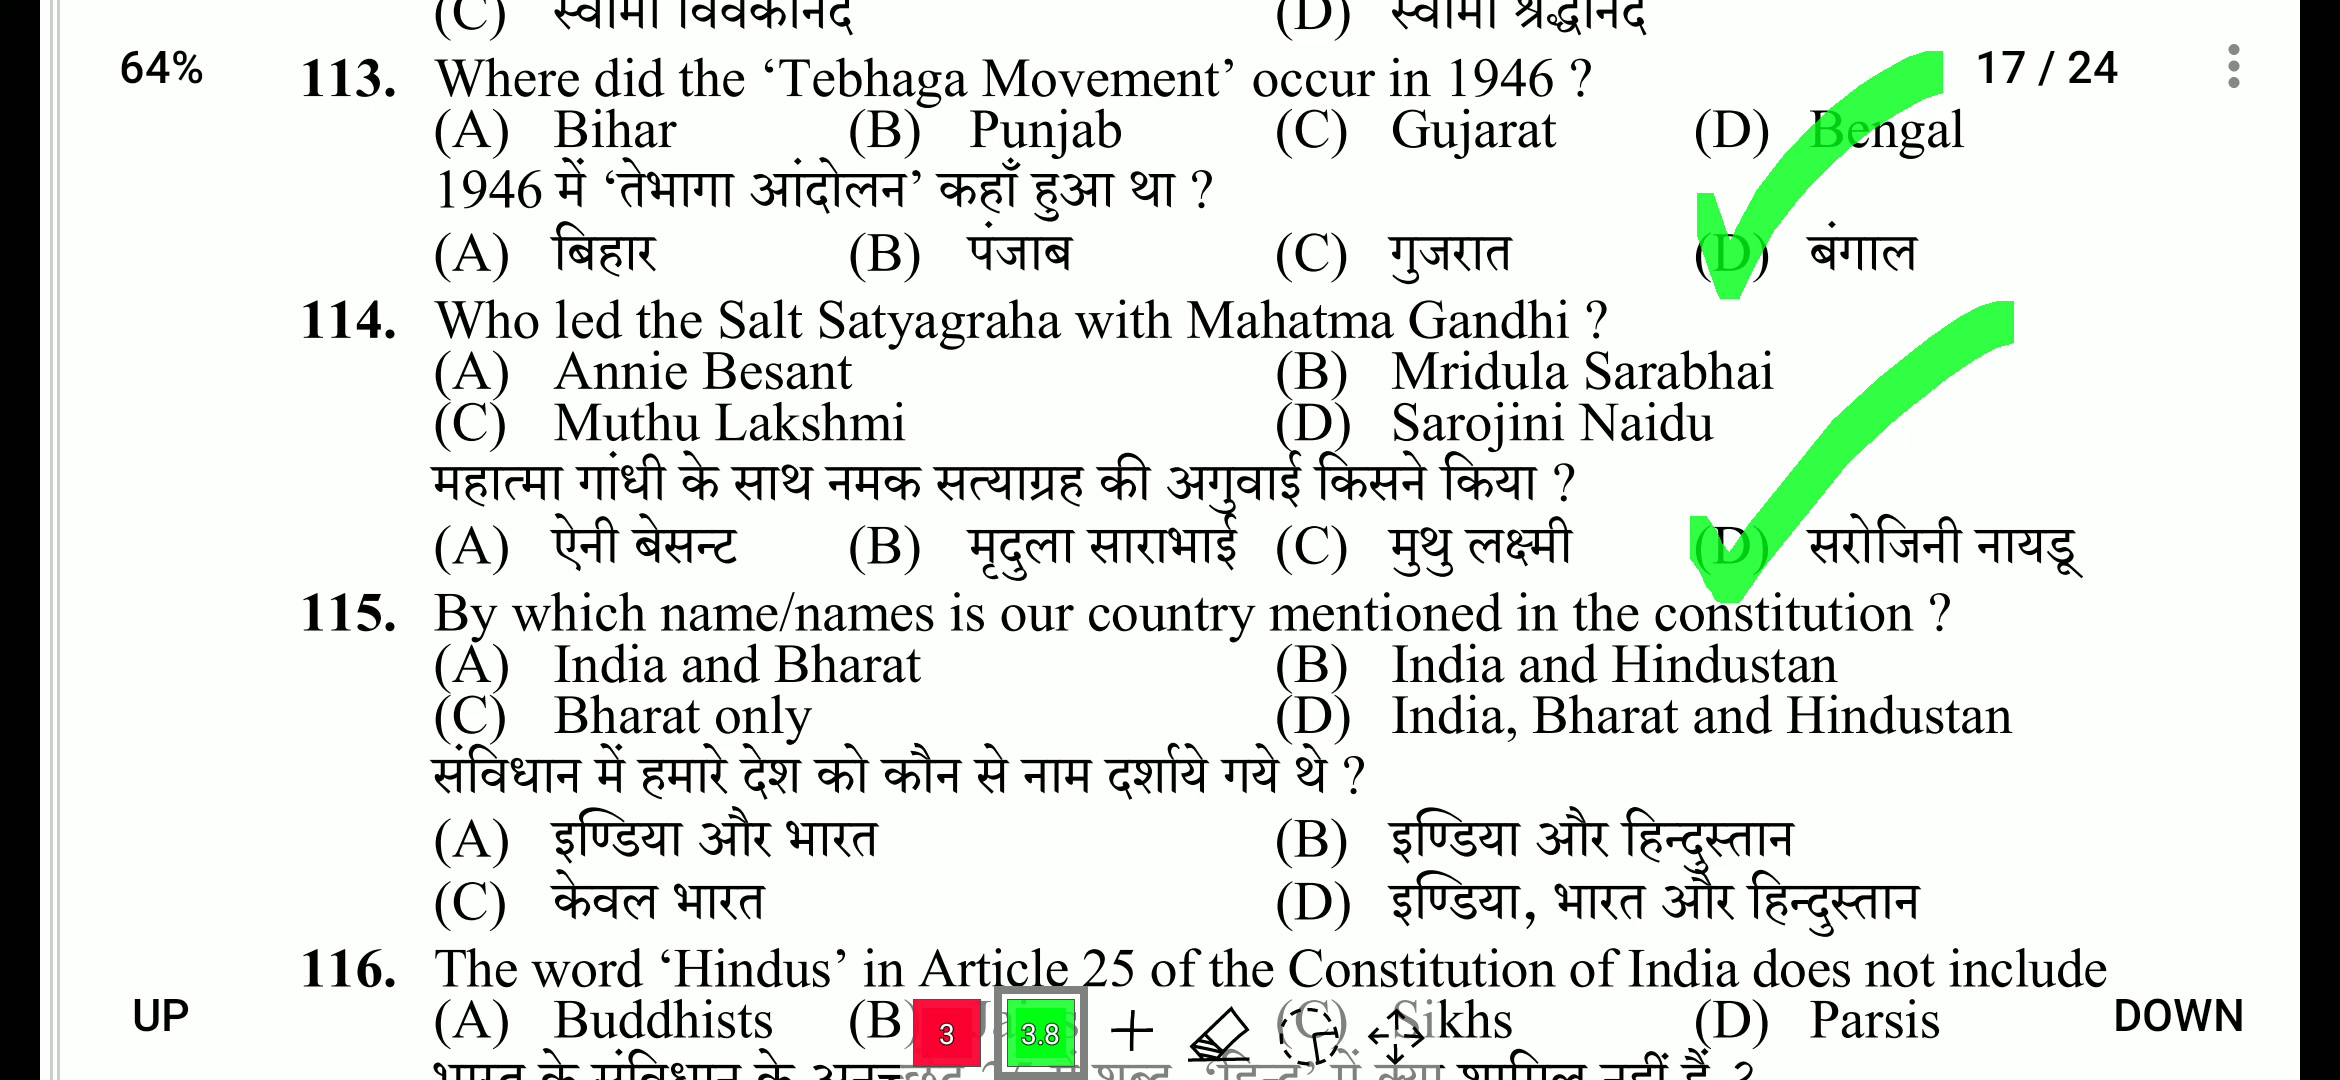 (C) स्वामी विवेकानंद (D) स्वामी श्रद्धानंद
64% 113. Where did the ‘Tebhaga Movement’ occur in 1946 ? 17 / 24
(A) Bihar (B) Punjab (C) Gujarat (D) Bengal
1946 में ‘तेभागा आंदोलन’ कहाँ हुआ था ?
(A) बिहार (B) पंजाब (C) गुजरात (D) बंगाल
114. Who led the Salt Satyagraha with Mahatma Gandhi ?
(A) Annie Besant (B) Mridula Sarabhai
(C) Muthu Lakshmi (D) Sarojini Naidu
महात्मा गांधी के साथ नमक सत्याग्रह की अगुवाई किसने किया ?
(A) ऐनी बेसन्ट (B) मृदुला साराभाई (C) मुथु लक्ष्मी (D) सरोजिनी नायडू
115. By which name/names is our country mentioned in the constitution ?
(A) India and Bharat (B) India and Hindustan
(C) Bharat only (D) India, Bharat and Hindustan
संविधान में हमारे देश को कौन से नाम दर्शाये गये थे ?
(A) इण्डिया और भारत (B) इण्डिया और हिन्दुस्तान
(C) केवल भारत (D) इण्डिया, भारत और हिन्दुस्तान
116. The word ‘Hindus’ in Article 25 of the Constitution of India does not include
UP (A) Buddhists (B) 3 3.8 (C) Sikhs (D) Parsis DOWN
भारत के संविधान के 25 में शब्द ‘हिन्दू’ में क्या शामिल नहीं हैं ?